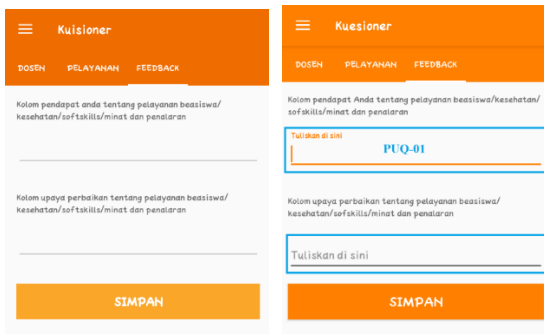 Kuisioner
DOSEN PELAYANAN FEEDBACK
Kolom pendapat anda tentang pelayanan beasiswa/
kesehatan/softskills/minat dan penalaran
Kolom upaya perbaikan tentang pelayanan beasiswa/
kesehatan/softskills/minat dan penalaran
SIMPAN
Kuesioner
DOSEN PELAYANAN FEEDBACK
Kolom pendapat Anda tentang pelayanan beasiswa/kesehatan/
sofskills/minat dan penalaran
Tuliskan di sini
PUQ-01
Kolom upaya perbaikan tentang pelayanan beasiswa/
kesehatan/sofskills/minat dan penalaran
Tuliskan di sini
SIMPAN